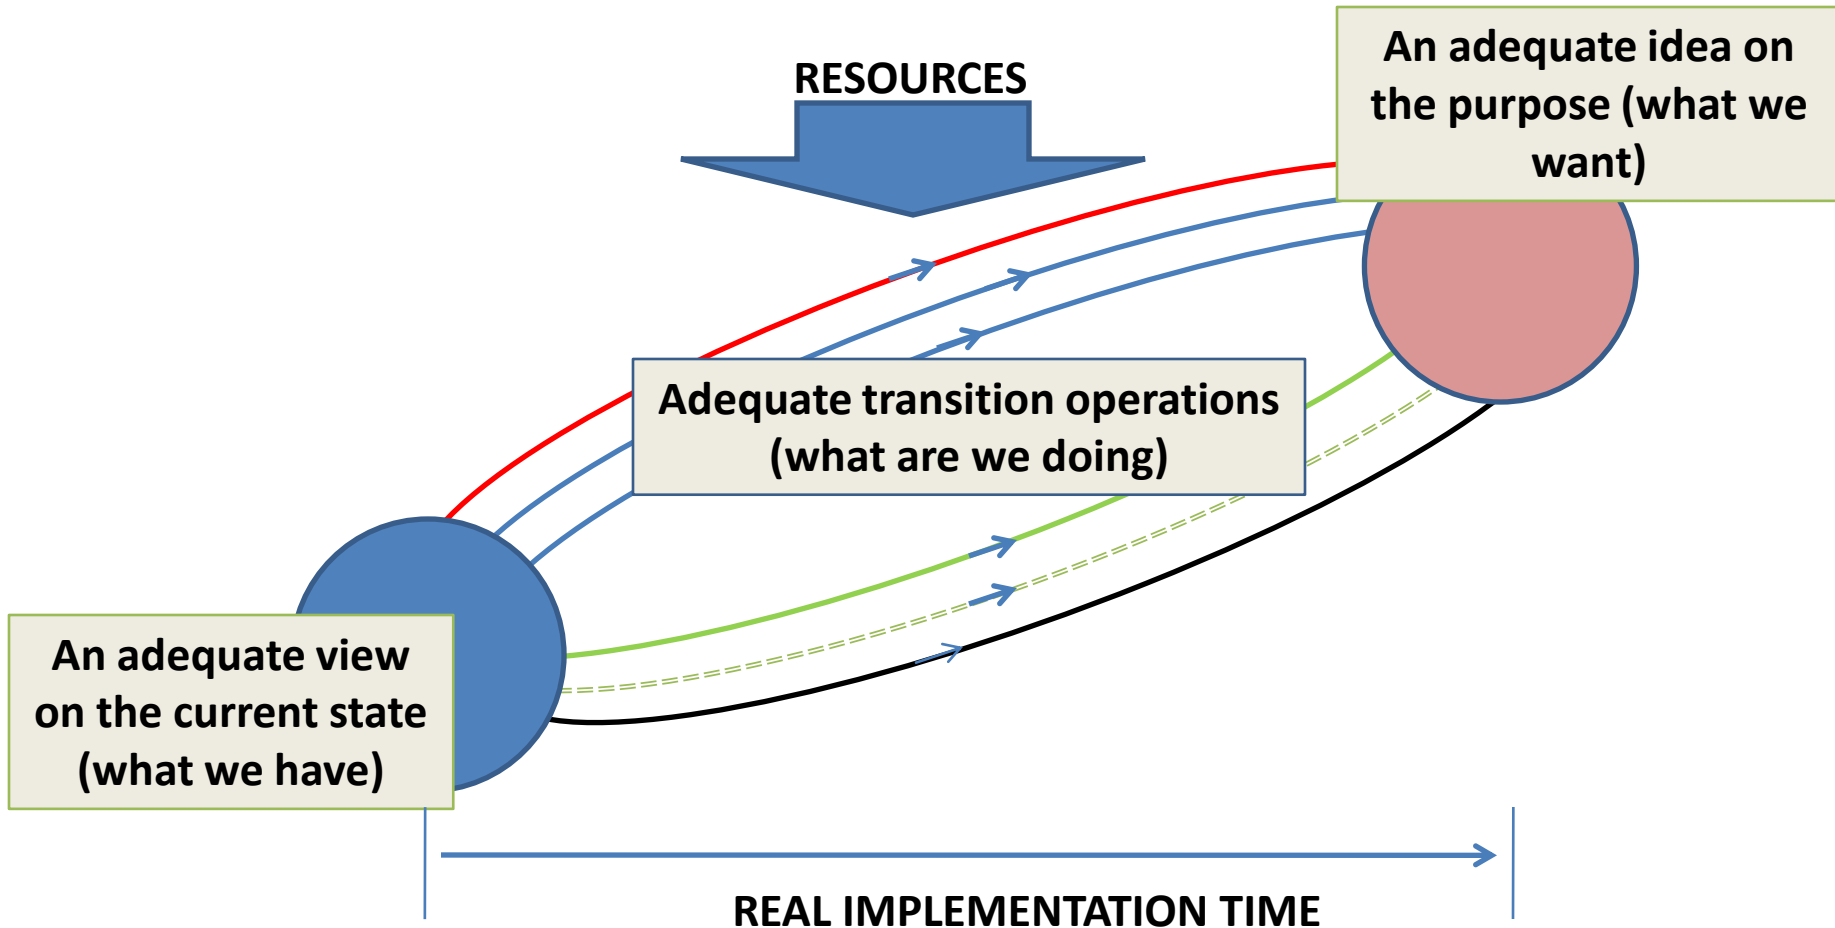 RESOURCES
An adequate idea on
the purpose (what we
want)
Adequate transition operations
(what are we doing)
An adequate view
on the current state
(what we have)
REAL IMPLEMENTATION TIME